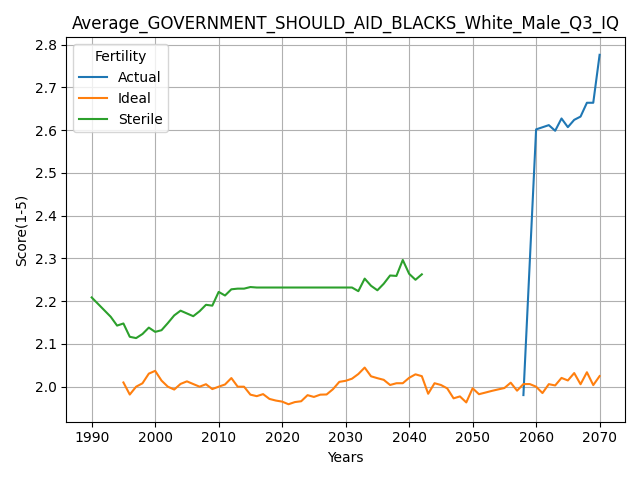 Average_GOVERNMENT_SHOULD_AID_BLACKS_White_Male_Q3_IQ
Fertility
Actual
Ideal
Sterile
Score(1-5)
2.8
2.7
2.6
2.5
2.4
2.3
2.2
2.1
2.0
1990 2000 2010 2020 2030 2040 2050 2060 2070
Years